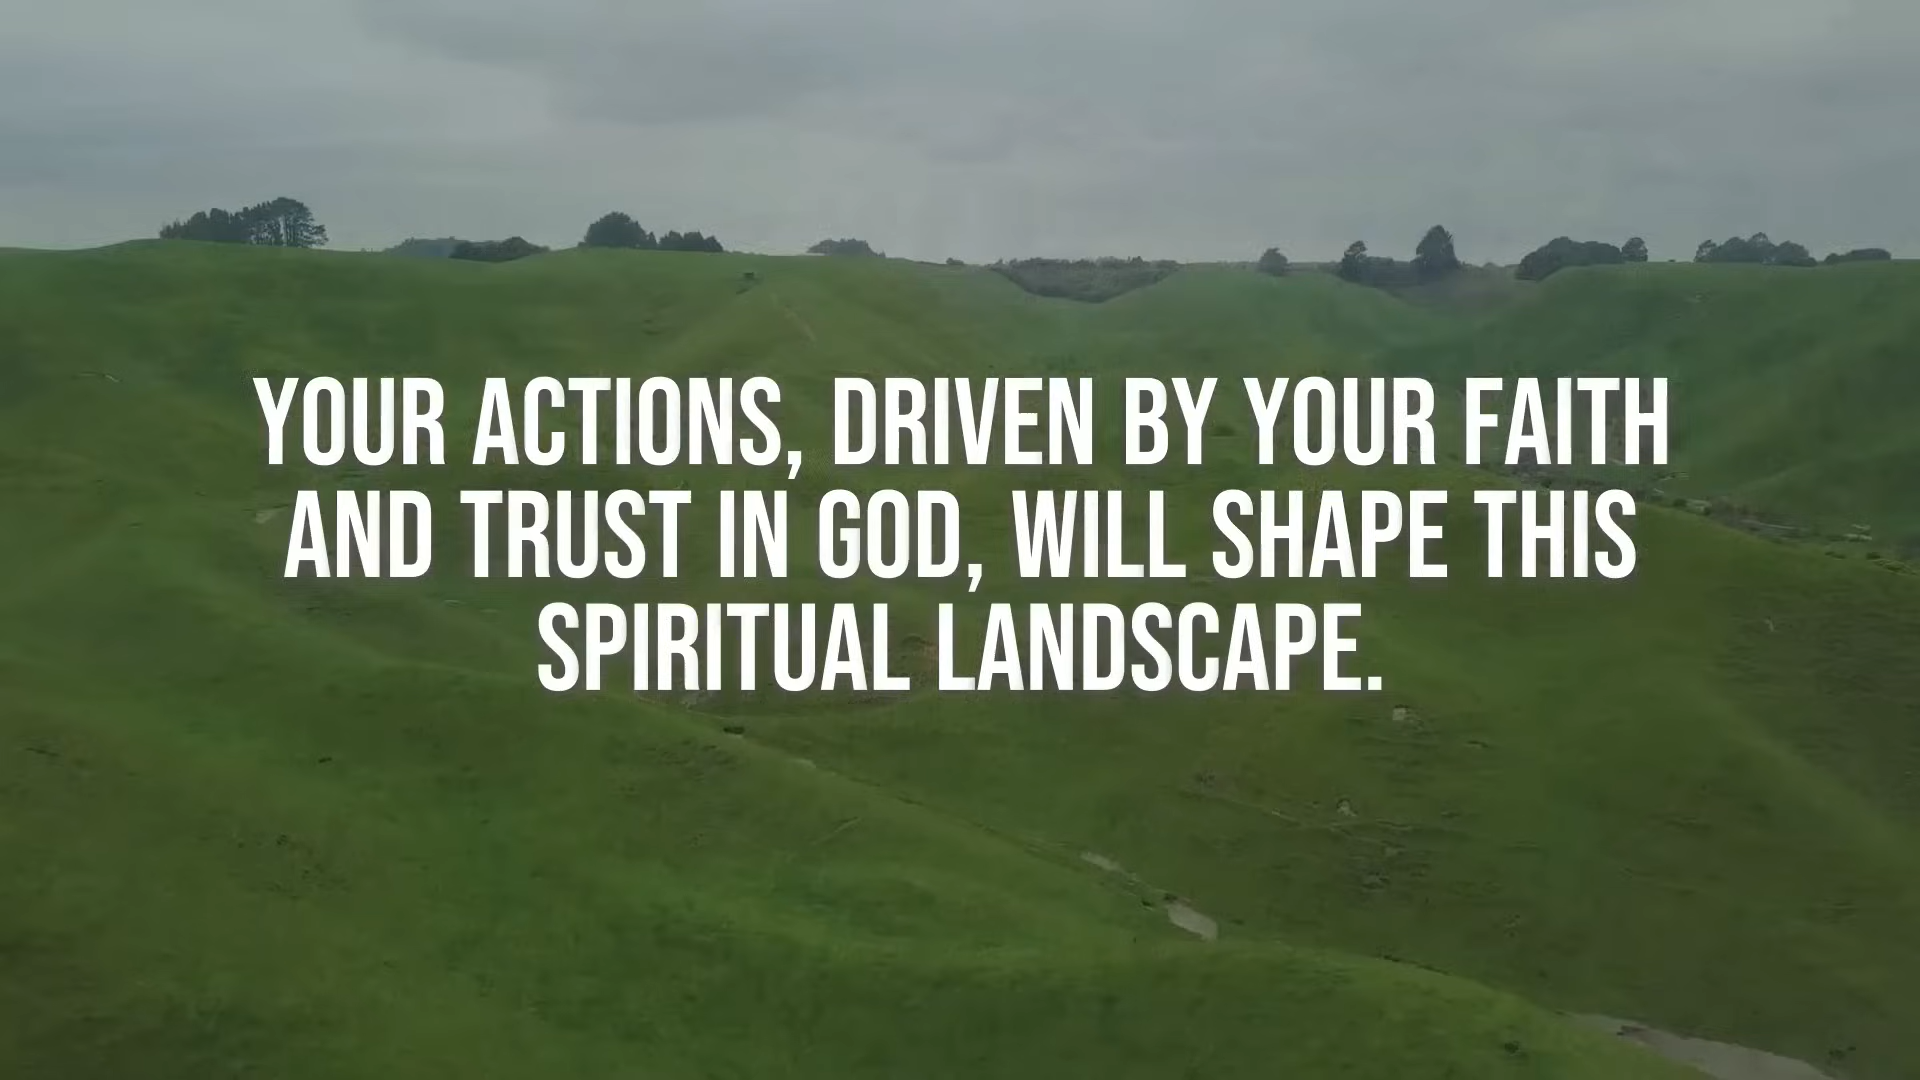 YOUR ACTIONS, DRIVEN BY YOUR FAITH
AND TRUST IN GOD, WILL SHAPE THIS
SPIRITUAL LANDSCAPE.